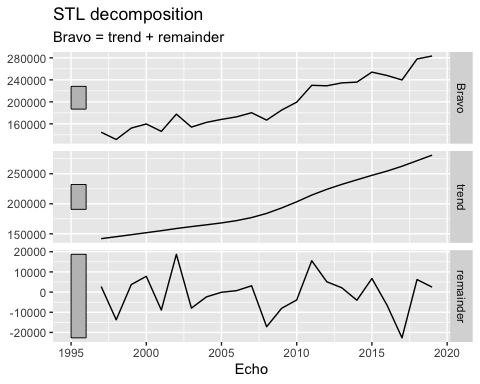 STL decomposition
Bravo = trend + remainder
280000
240000
200000
160000
Bravo
250000
200000
150000
trend
20000
10000
0
-10000
-20000
remainder
1995 2000 2005 2010 2015 2020
Echo